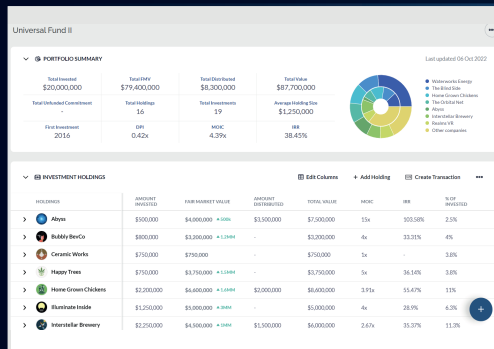 Universal Fund II
PORTFOLIO SUMMARY
Last updated 06 Oct 2022
Total Invested
$20,000,000
Total FMV
$79,400,000
Total Distributed
$8,300,000
Total Value
$87,700,000
Total Unfunded Commitment
-
Total Holdings
16
Total Investments
19
Average Holding Size
$1,250,000
First Investment
2016
DPI
0.42x
MOIC
4.39x
IRR
38.45%
Waterworks Energy
The Blind Side
Home Grown Chickens
The Orbital Net
Abyss
Interstellar Brewery
Realms VR
Other companies
INVESTMENT HOLDINGS
Edit Columns
+ Add Holding
Create Transaction
HOLDINGS AMOUNT INVESTED FAIR MARKET VALUE AMOUNT DISTRIBUTED TOTAL VALUE MOIC IRR % OF INVESTED
Abyss $500,000 $4,000,000 $3,500,000 $7,500,000 15x 103.58% 2.5%
Bubbly BevCo $800,000 $3,200,000 1.2MM - $3,200,000 4x 33.31% 4%
Ceramic Works $750,000 $750,000 - $750,000 1x - 3.8%
Happy Trees $750,000 $3,750,000 - $3,750,000 5x 36.14% 3.8%
Home Grown Chickens $2,200,000 $6,600,000 $2,000,000 $8,600,000 3.91x 55.47% 11%
Illuminate Inside $1,250,000 $5,000,000 - $5,000,000 4x 28.9% 6.3%
Interstellar Brewery $2,250,000 $4,500,000 $1,500,000 $6,000,000 2.67x 35.37% 11.3%